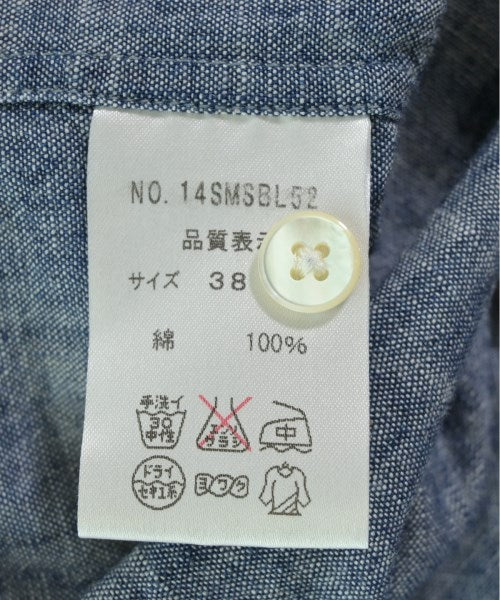 NO. 14SMSBL52
品質表示
サイズ 38
綿 100%
手洗イ
30
中性
エンソ
サラシ
中
ドライ
セキユ系
ヨワク